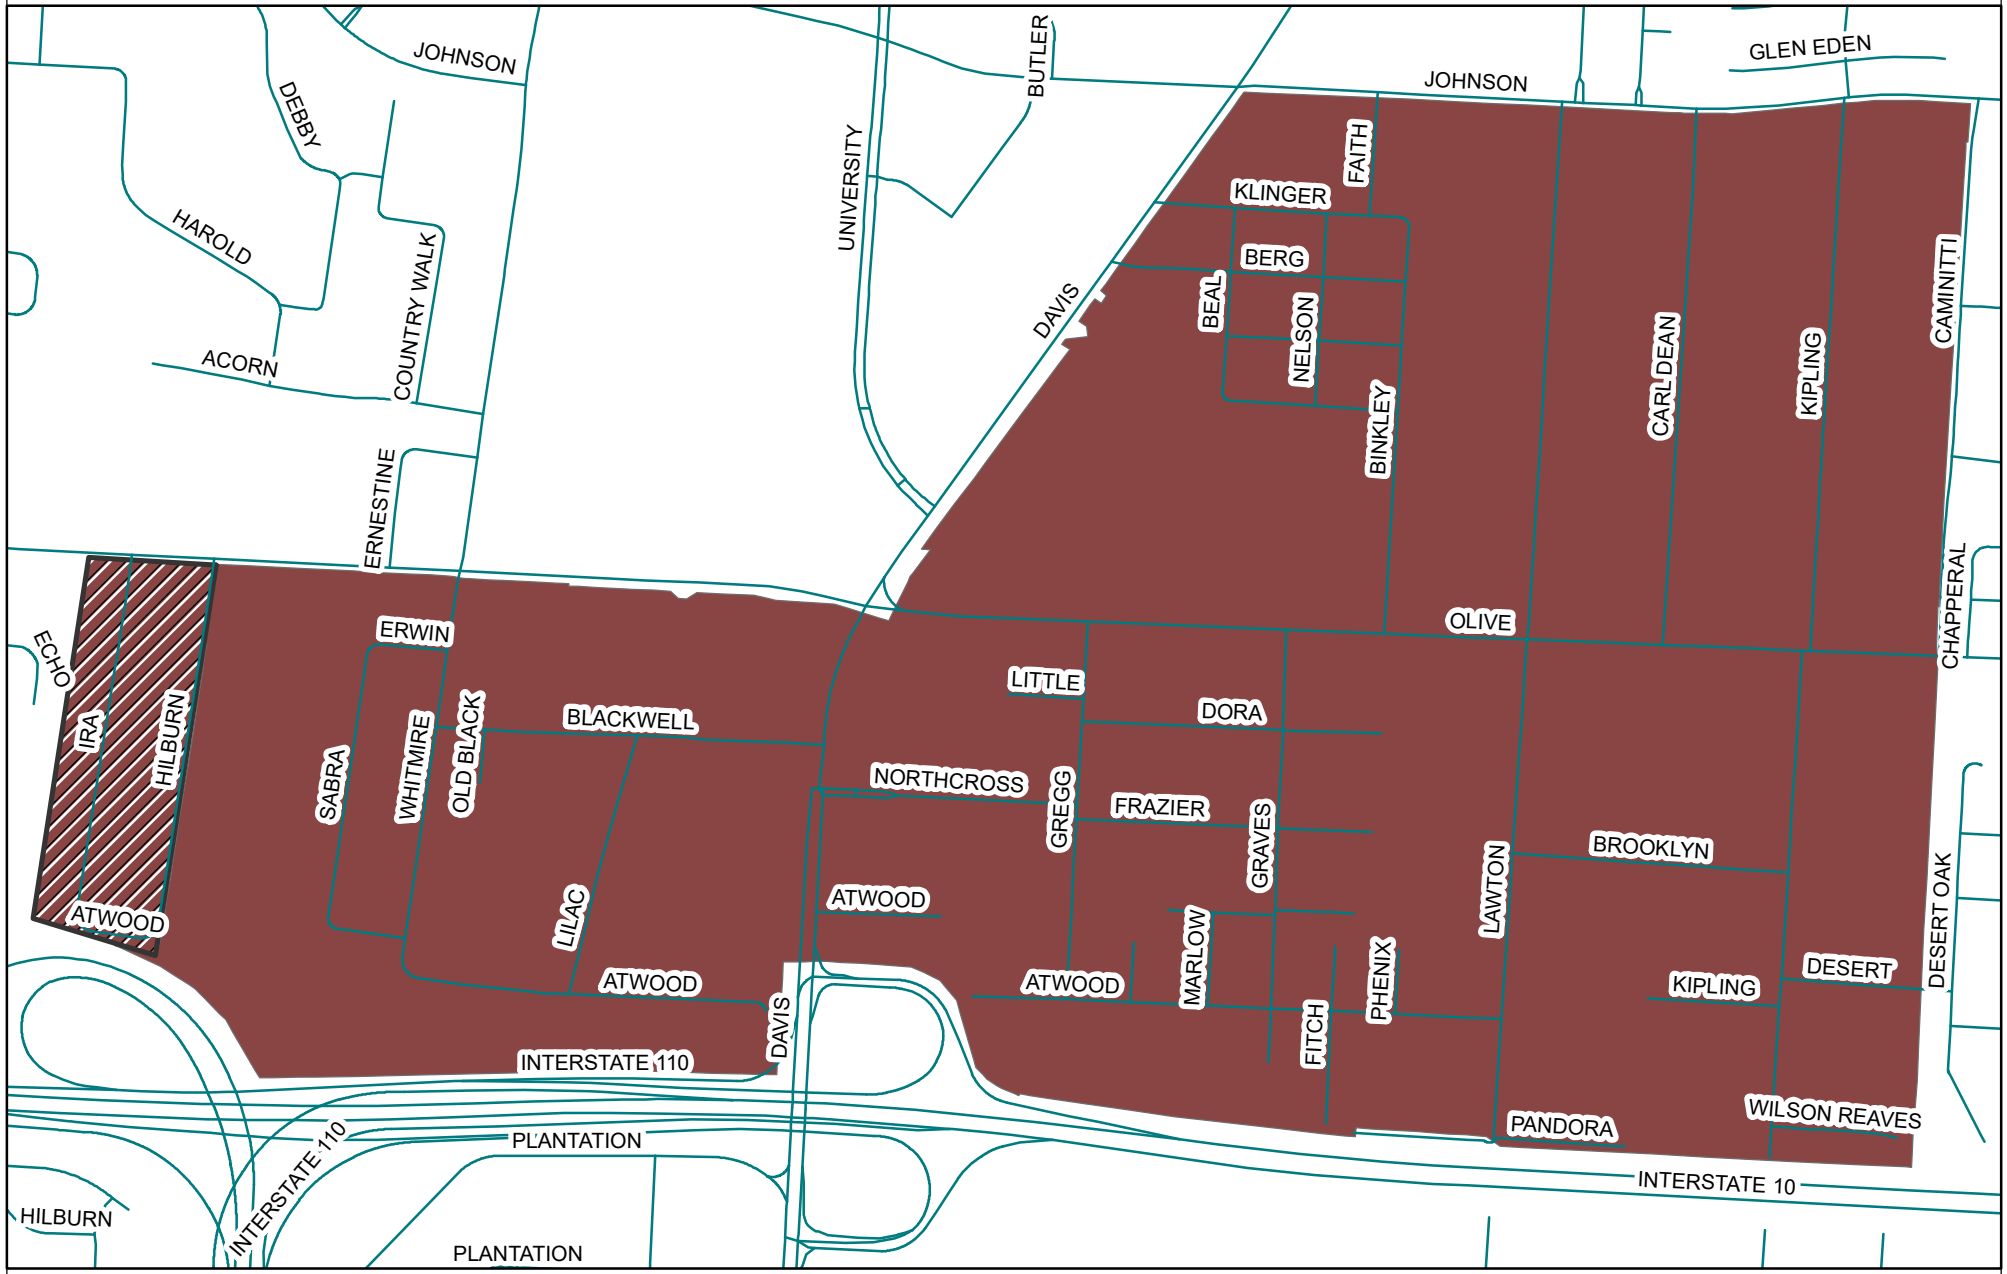 JOHNSON
BUTLER
GLEN EDEN
JOHNSON
DEBBY
FAITH
UNIVERSITY
KLINGER
HAROLD
BERG
COUNTRY WALK
BEAL
NELSON
DAVIS
CAMINITTI
ACORN
CARLDEAN
KIPLING
BINKLEY
ERNESTINE
CHAPPERAL
ERWIN
OLIVE
ECHO
LITTLE
IRA
HILBURN
WHITMIRE
OLD BLACK
BLACKWELL
DORA
SABRA
NORTHCROSS
GREGG
FRAZIER
GRAVES
BROOKLYN
LAWTON
ATWOOD
LILAC
ATWOOD
DESERT OAK
MARLOW
PHENIX
ATWOOD
ATWOOD
KIPLING
DESERT
DAVIS
FITCH
INTERSTATE 110
WILSON REAVES
PANDORA
PLANTATION
INTERSTATE 110
INTERSTATE 10
HILBURN
PLANTATION